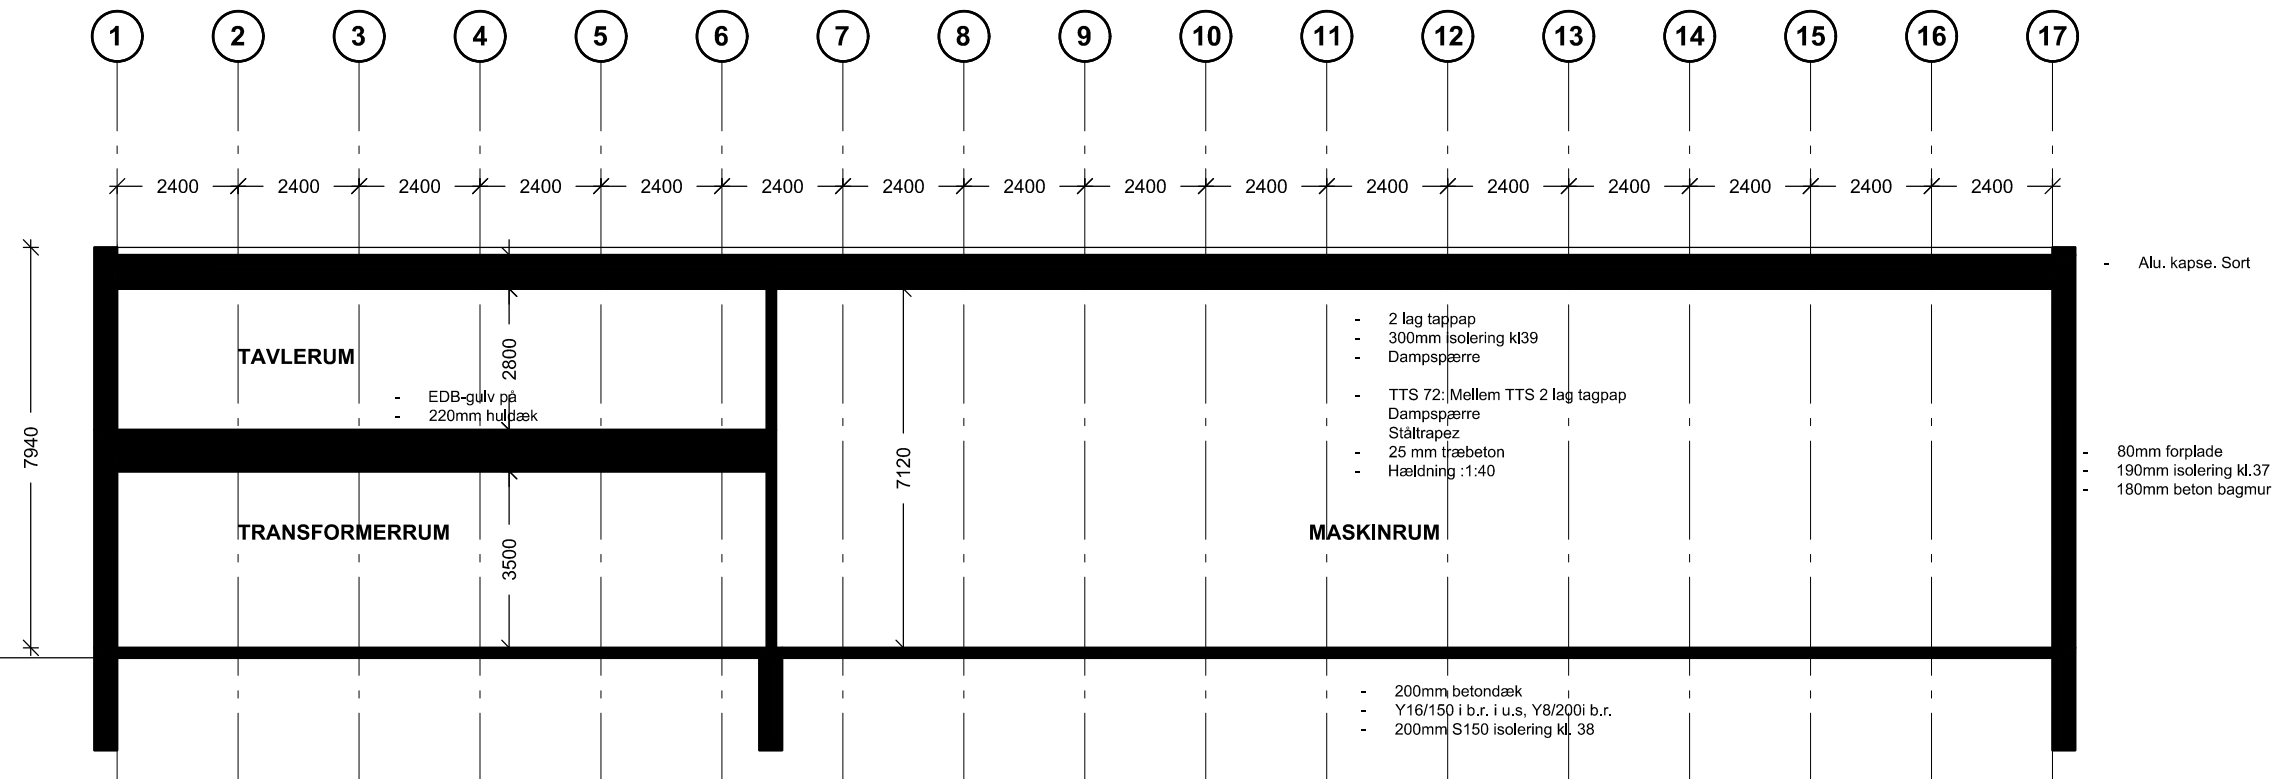 1 2 3 4 5 6 7 8 9 10 11 12 13 14 15 16 17
2400 2400 2400 2400 2400 2400 2400 2400 2400 2400 2400 2400 2400 2400 2400 2400
- Alu. kapse. Sort
- 2 lag tappap
- 300mm isolering kl39
- Dampspærre
TAVLERUM
2800
- EDB-gulv på
- 220mm huldæk
- TTS 72: Mellem TTS 2 lag tagpap
Dampspærre
Ståltrapez
- 25 mm træbeton
- Hældning :1:40
7940
7120
- 80mm forplade
- 190mm isolering kl.37
- 180mm beton bagmur
TRANSFORMERRUM
3500
MASKINRUM
- 200mm betondæk
- Y16/150 i b.r. i u.s, Y8/200i b.r.
- 200mm S150 isolering kl. 38